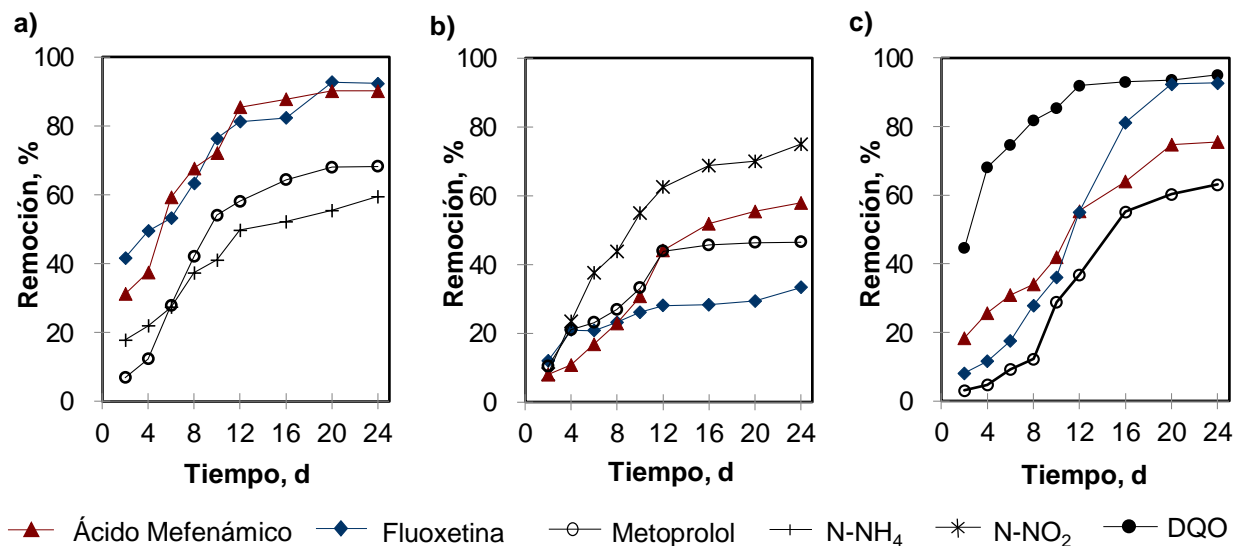 a)
100
80
60
40
20
0
Remoción, %
0 4 8 12 16 20 24
Tiempo, d
b)
100
80
60
40
20
0
Remoción, %
0 4 8 12 16 20 24
Tiempo, d
c)
100
80
60
40
20
0
Remoción, %
0 4 8 12 16 20 24
Tiempo, d
Ácido Mefenámico Fluoxetina Metoprolol N-NH₄ N-NO₂ DQO